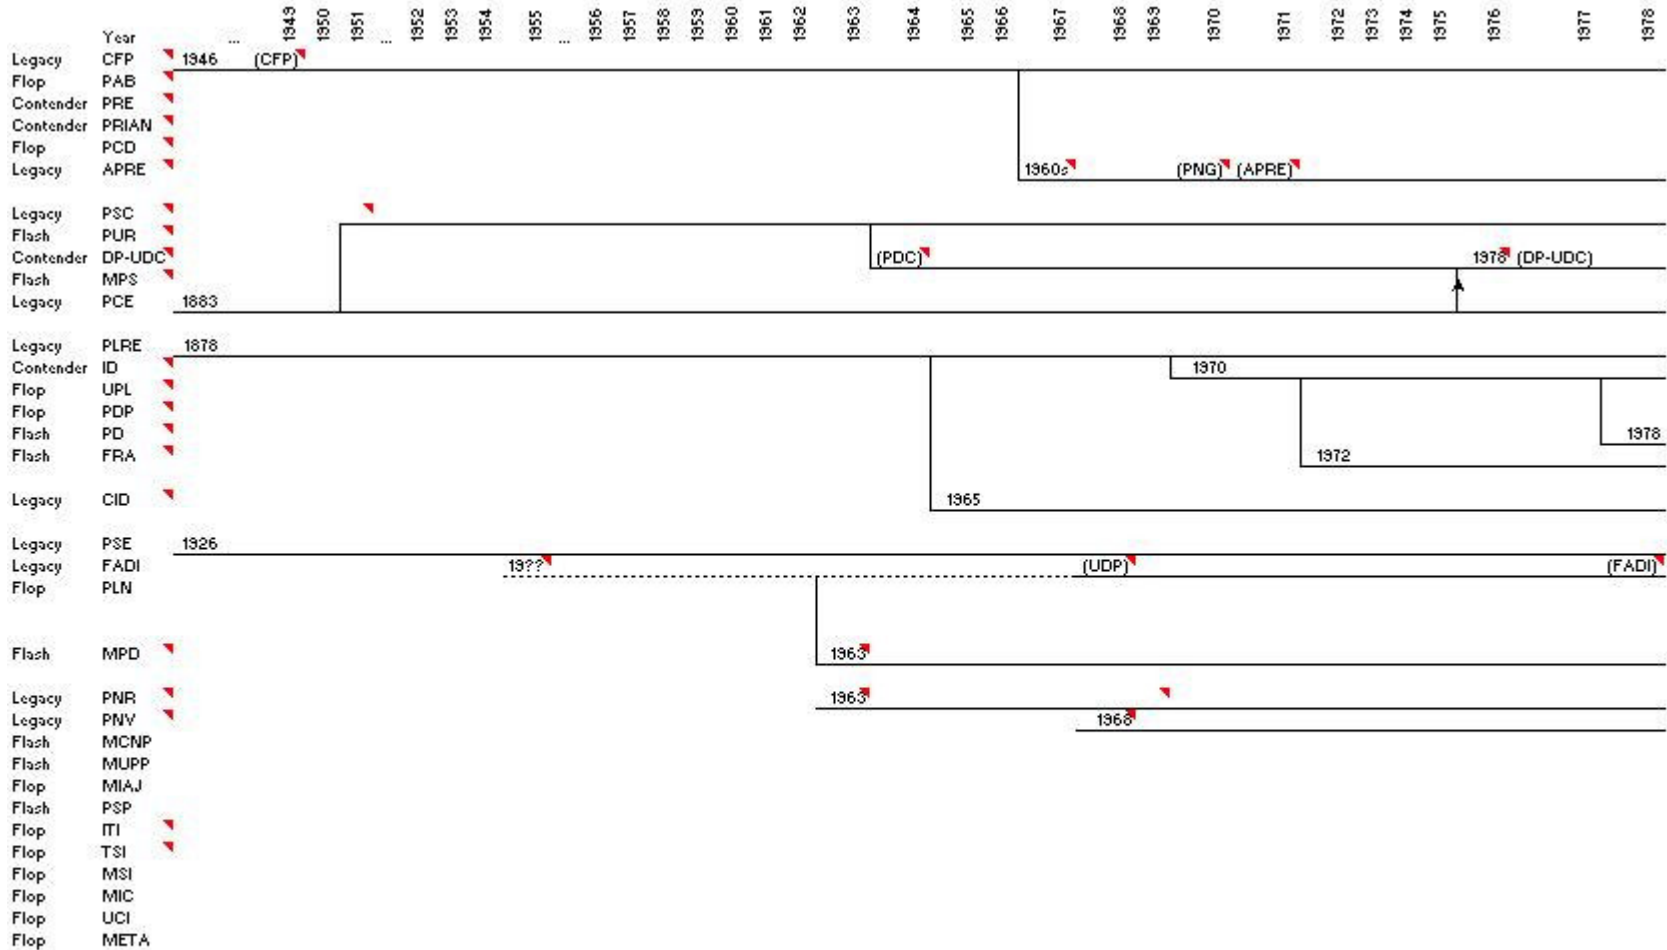 1949 1950 1951 1952 1953 1954 1955 1956 1957 1958 1959 1960 1961 1962 1963 1964 1965 1966 1967 1968 1969 1970 1971 1972 1973 1974 1975 1976 1977 1978
Year ... ... ...
Legacy CFP 1946 (CFP)
Flop PAB
Contender PRE
Contender PRIAN
Flop PCD
Legacy APRE 1960s (PNG) (APRE)
Legacy PSC
Flash PUR
Contender DP-UDC (PDC) 1978 (DP-UDC)
Flash MPS
Legacy PCE 1883
Legacy PLRE 1878
Contender ID 1970
Flop UPL
Flop PDP
Flash PD 1978
Flash FRA 1972
Legacy CID 1965
Legacy PSE 1926
Legacy FADI 19?? (UDP) (FADI)
Flop PLN
Flash MPD 1963
Legacy PNR 1963
Legacy PNV 1968
Flash MCNP
Flash MUPP
Flop MIAJ
Flash PSP
Flop ITI
Flop TSI
Flop MSI
Flop MIC
Flop UCI
Flop META